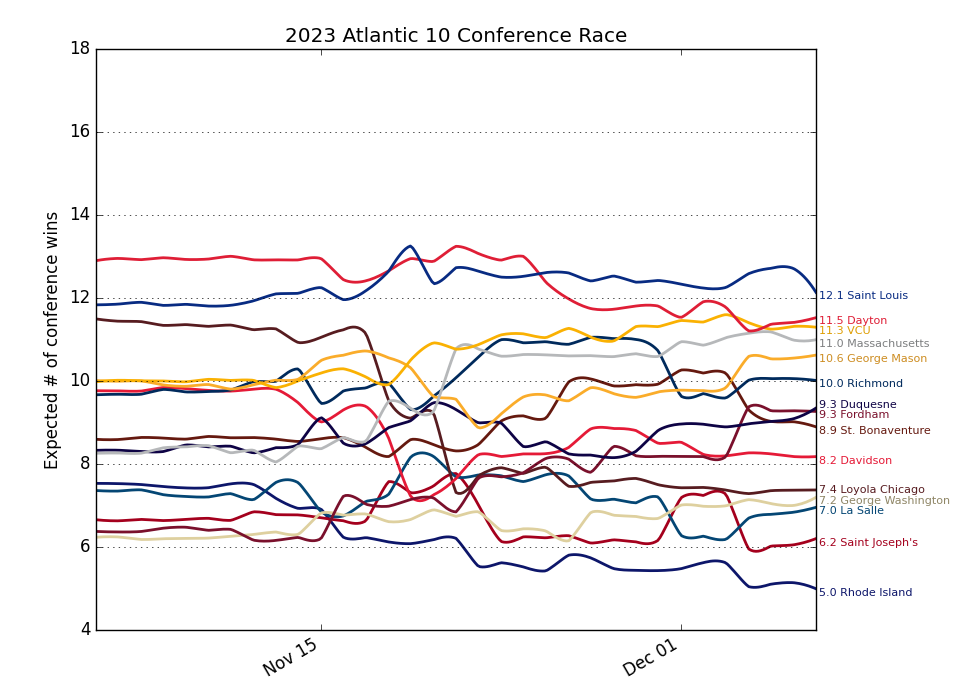 2023 Atlantic 10 Conference Race
Expected # of conference wins
18
16
14
12
10
8
6
4
Nov 15
Dec 01
12.1 Saint Louis
11.5 Dayton
11.3 VCU
11.0 Massachusetts
10.6 George Mason
10.0 Richmond
9.3 Duquesne
9.3 Fordham
8.9 St. Bonaventure
8.2 Davidson
7.4 Loyola Chicago
7.2 George Washington
7.0 La Salle
6.2 Saint Joseph's
5.0 Rhode Island